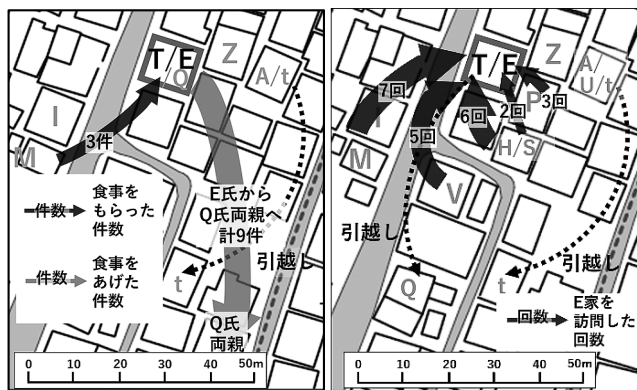 T/E
Q
Z
A/t
I
M
3件
件数
食事を
もらった
件数
件数
食事を
あげた
件数
E氏から
Q氏両親へ
計9件
引越し
t
Q氏
両親
0
10
20
30
40
50m
T/E
Z
A/
U/t
P
7回
I
3回
2回
6回
5回
M
H/S
V
引越し
引越し
Q
t
回数
E家を
訪問した
回数
0
10
20
30
40
50m